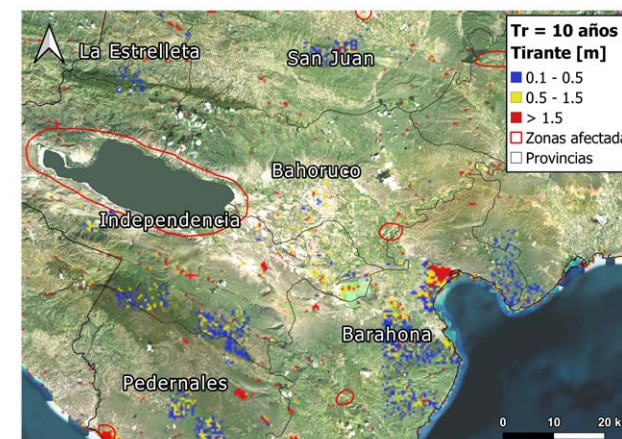 Tr = 10 años
Tirante [m]
0.1 - 0.5
0.5 - 1.5
> 1.5
Zonas afectada
Provincias
La Estrelleta
San Juan
Bahoruco
Independencia
Barahona
Pedernales
0 10 20 k